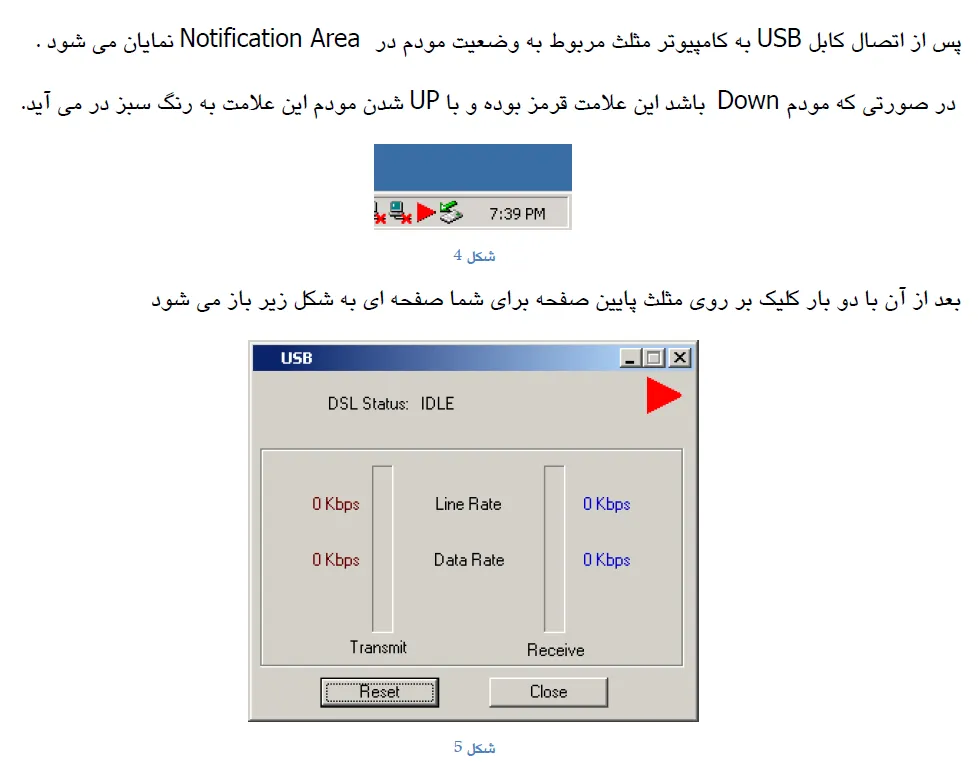 پس از اتصال کابل USB به کامپیوتر مثلث مربوط به وضعیت مودم در Notification Area نمایان می شود .
در صورتی که مودم Down باشد این علامت قرمز بوده و با UP شدن مودم این علامت به رنگ سبز در می آید.
7:39 PM
شکل 4
بعد از آن با دو بار کلیک بر روی مثلث پایین صفحه برای شما صفحه ای به شکل زیر باز می شود
USB
DSL Status: IDLE
0 Kbps Line Rate 0 Kbps
0 Kbps Data Rate 0 Kbps
Transmit Receive
Reset Close
شکل 5